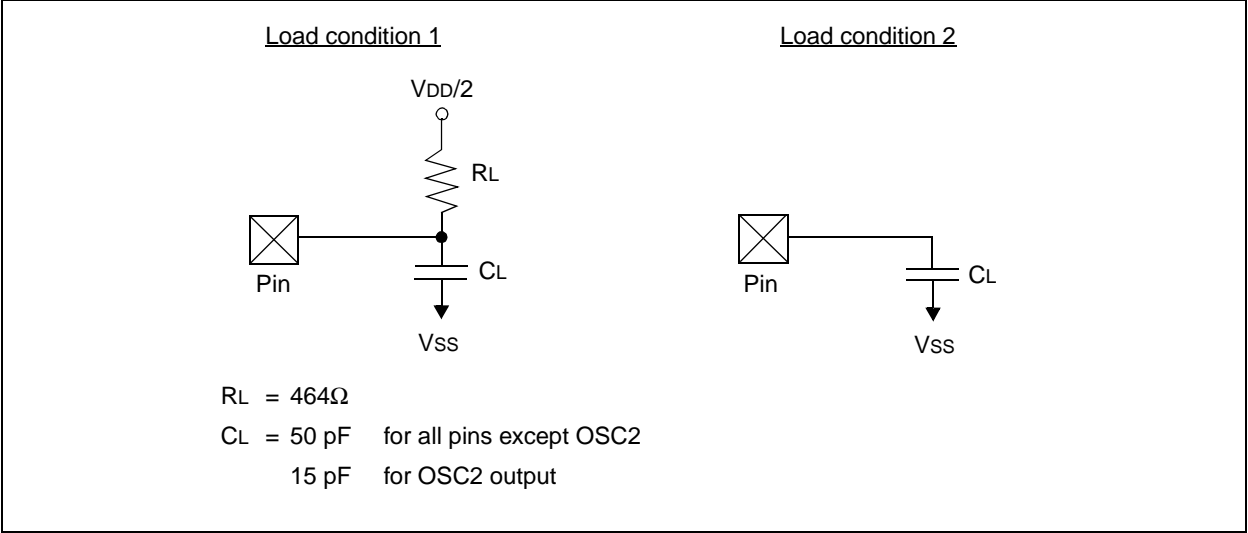 Load condition 1
VDD/2
RL
Pin
CL
VSS
Load condition 2
Pin
CL
VSS
RL = 464Ω
CL = 50 pF for all pins except OSC2
15 pF for OSC2 output